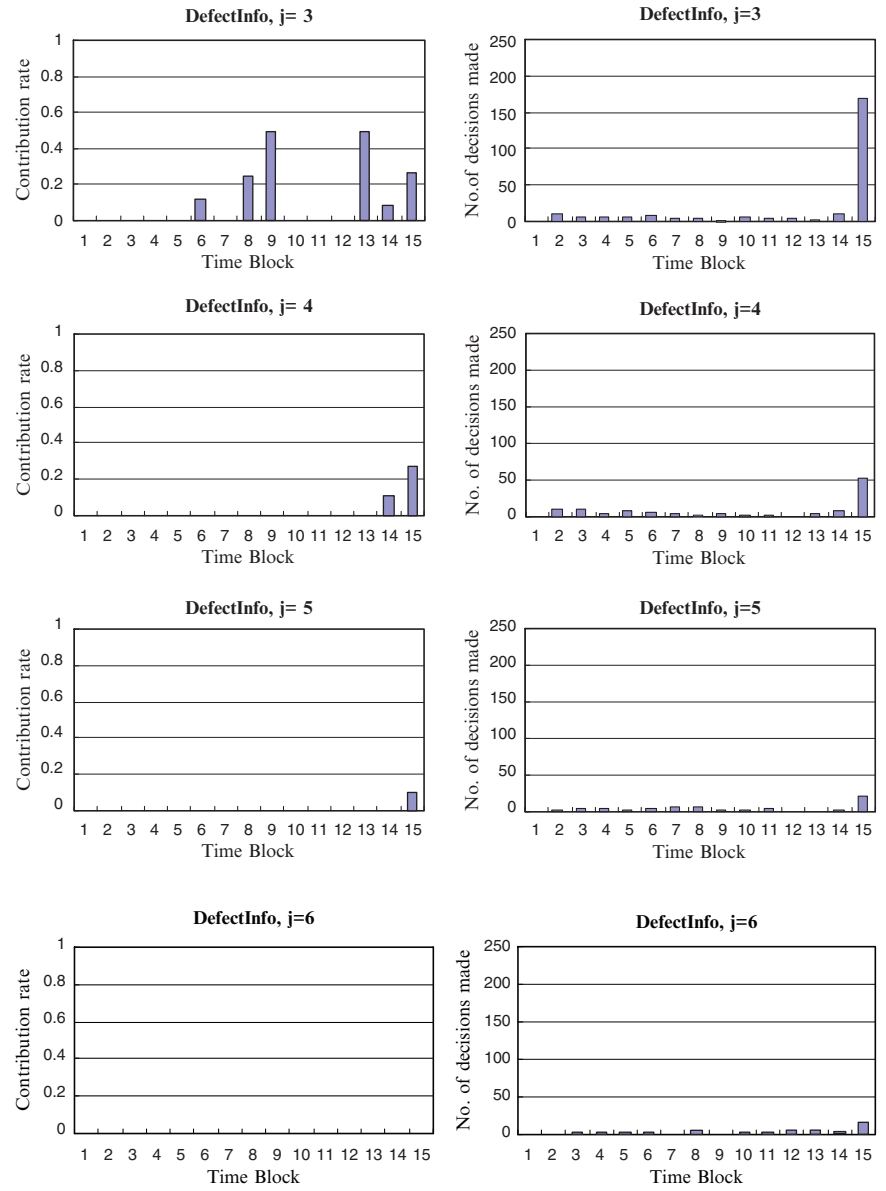 DefectInfo, j= 3
Contribution rate
1
0.8
0.6
0.4
0.2
0
1 2 3 4 5 6 7 8 9 10 11 12 13 14 15
Time Block
DefectInfo, j=3
No.of decisions made
250
200
150
100
50
0
1 2 3 4 5 6 7 8 9 10 11 12 13 14 15
Time Block
DefectInfo, j= 4
Contribution rate
1
0.8
0.6
0.4
0.2
0
1 2 3 4 5 6 7 8 9 10 11 12 13 14 15
Time Block
DefectInfo, j=4
No. of decisions made
250
200
150
100
50
0
1 2 3 4 5 6 7 8 9 10 11 12 13 14 15
Time Block
DefectInfo, j= 5
Contribution rate
1
0.8
0.6
0.4
0.2
0
1 2 3 4 5 6 7 8 9 10 11 12 13 14 15
Time Block
DefectInfo, j=5
No. of decisions made
250
200
150
100
50
0
1 2 3 4 5 6 7 8 9 10 11 12 13 14 15
Time Block
DefectInfo, j=6
Contribution rate
1
0.8
0.6
0.4
0.2
0
1 2 3 4 5 6 7 8 9 10 11 12 13 14 15
Time Block
DefectInfo, j=6
No. of decisions made
250
200
150
100
50
0
1 2 3 4 5 6 7 8 9 10 11 12 13 14 15
Time Block